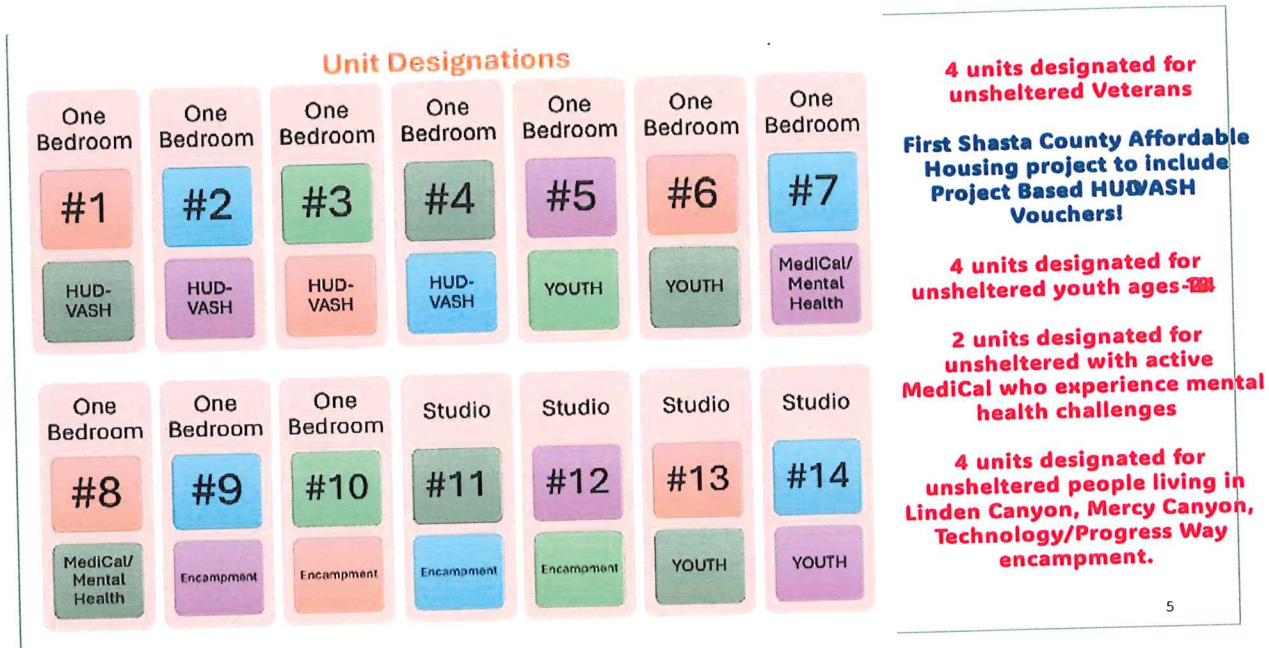 Unit Designations
One
Bedroom
#1
HUD-
VASH
One
Bedroom
#2
HUD-
VASH
One
Bedroom
#3
HUD-
VASH
One
Bedroom
#4
HUD-
VASH
One
Bedroom
#5
YOUTH
One
Bedroom
#6
YOUTH
One
Bedroom
#7
MediCal/
Mental
Health
One
Bedroom
#8
MediCal/
Mental
Health
One
Bedroom
#9
Encampment
One
Bedroom
#10
Encampment
Studio
#11
Encampment
Studio
#12
Encampment
Studio
#13
YOUTH
Studio
#14
YOUTH
4 units designated for
unsheltered Veterans
First Shasta County Affordable
Housing project to include
Project Based HUD/VASH
Vouchers!
4 units designated for
unsheltered youth ages
2 units designated for
unsheltered with active
MediCal who experience mental
health challenges
4 units designated for
unsheltered people living in
Linden Canyon, Mercy Canyon,
Technology/Progress Way
encampment.
5